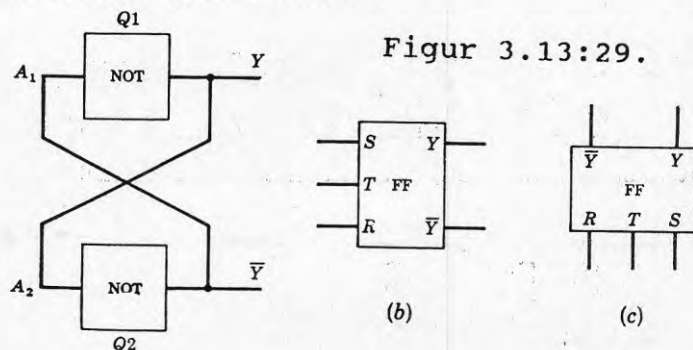 Q1
Figur 3.13:29.
A₁ NOT Y
S Y
T FF
R Y̅
Y̅ Y
FF
R T S
A₂ NOT Y̅
Q2
(b)
(c)